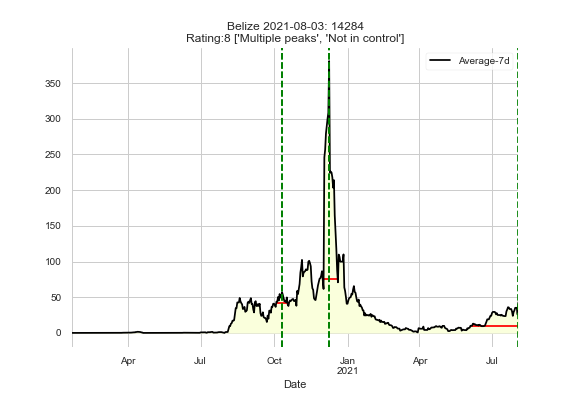 Belize 2021-08-03: 14284
Rating:8 ['Multiple peaks', 'Not in control']
Average-7d
350
300
250
200
150
100
50
0
Apr
Jul
Oct
Jan
2021
Apr
Jul
Date